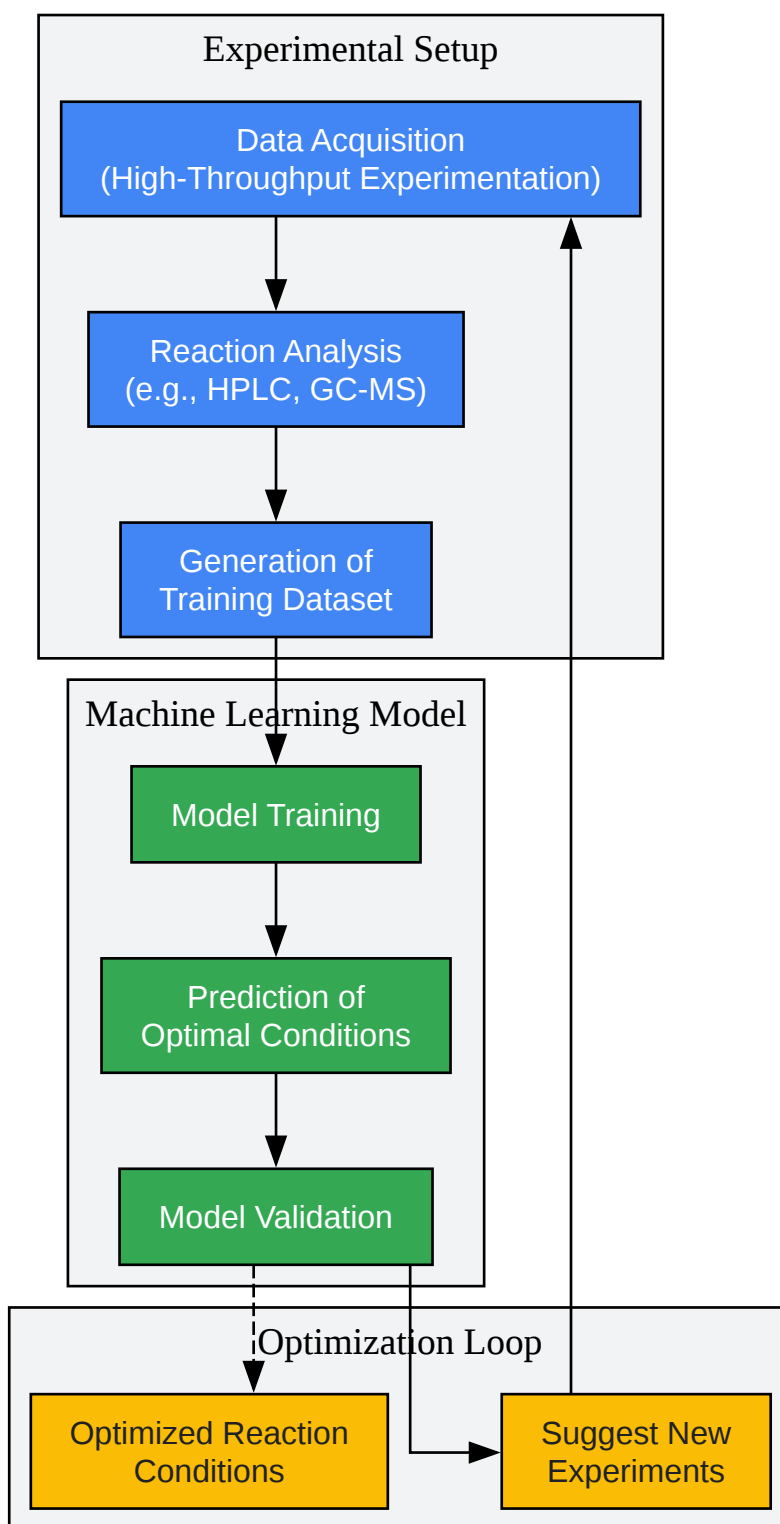 Experimental Setup
Data Acquisition
(High-Throughput Experimentation)
Reaction Analysis
(e.g., HPLC, GC-MS)
Generation of
Training Dataset
Machine Learning Model
Model Training
Prediction of
Optimal Conditions
Model Validation
Optimization Loop
Optimized Reaction
Conditions
Suggest New
Experiments